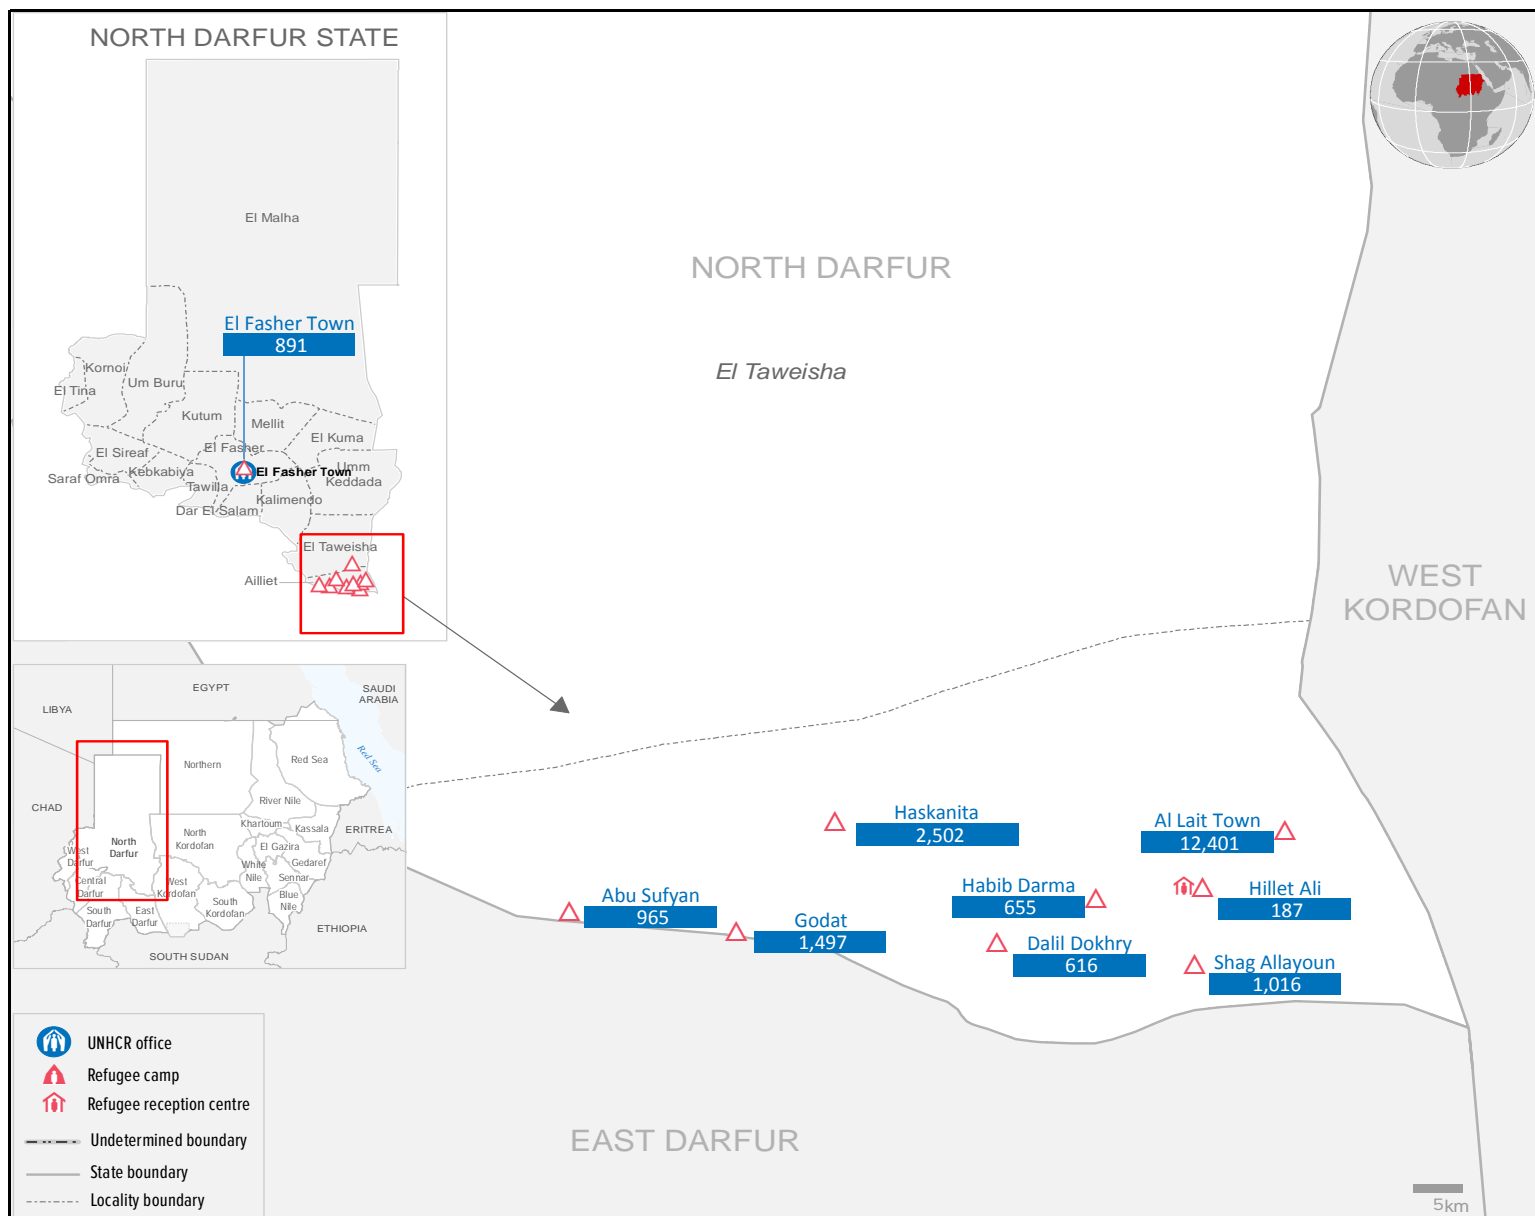 NORTH DARFUR STATE
El Malha
El Fasher Town
891
Kornoi
El Tina
Um Buru
Kutum
Mellit
El Kuma
El Fasher
El Sireaf
Kebkabiya
Saraf Omra
El Fasher Town
Umm
Keddada
Tawilla
Kalimendo
Dar El Salam
El Taweisha
Ailliet
NORTH DARFUR
El Taweisha
WEST
KORDOFAN
EGYPT
SAUDI
ARABIA
LIBYA
Red Sea
Northern
Red Sea
CHAD
River Nile
North
Darfur
North
Kordofan
Khartoum
Kassala
ERITREA
West
Darfur
El Gazira
White
Nile
Gedaref
Sennar
Central
Darfur
West
Kordofan
South
Kordofan
Blue
Nile
South
Darfur
East
Darfur
ETHIOPIA
SOUTH SUDAN
Haskanita
2,502
Al Lait Town
12,401
Abu Sufyan
965
Godat
1,497
Habib Darma
655
Hillet Ali
187
Dalil Dokhry
616
Shag Allayoun
1,016
EAST DARFUR
UNHCR office
Refugee camp
Refugee reception centre
Undetermined boundary
State boundary
Locality boundary
5km